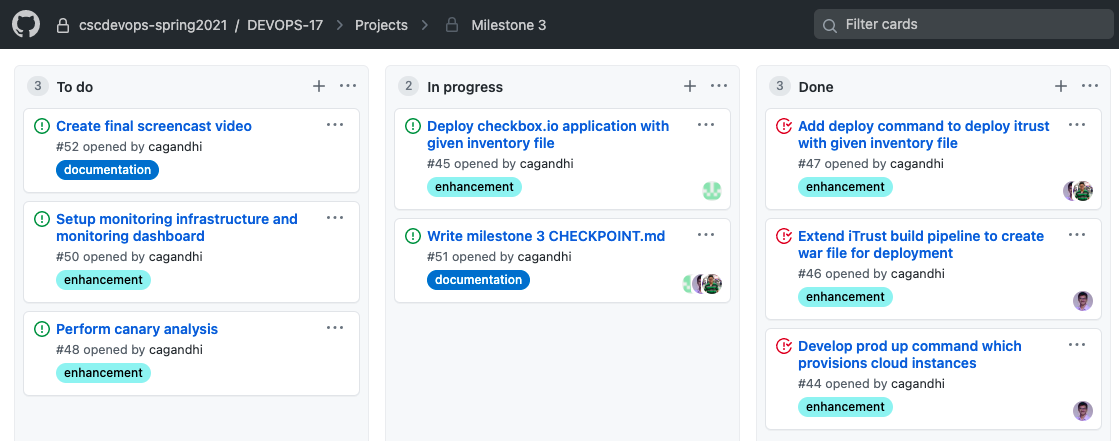 cscdevops-spring2021 / DEVOPS-17 Projects Milestone 3
Filter cards
3 To do
Create final screencast video
#52 opened by cagandhi
documentation
Setup monitoring infrastructure and
monitoring dashboard
#50 opened by cagandhi
enhancement
Perform canary analysis
#48 opened by cagandhi
enhancement
2 In progress
Deploy checkbox.io application with
given inventory file
#45 opened by cagandhi
enhancement
Write milestone 3 CHECKPOINT.md
#51 opened by cagandhi
documentation
3 Done
Add deploy command to deploy itrust
with given inventory file
#47 opened by cagandhi
enhancement
Extend iTrust build pipeline to create
war file for deployment
#46 opened by cagandhi
enhancement
Develop prod up command which
provisions cloud instances
#44 opened by cagandhi
enhancement